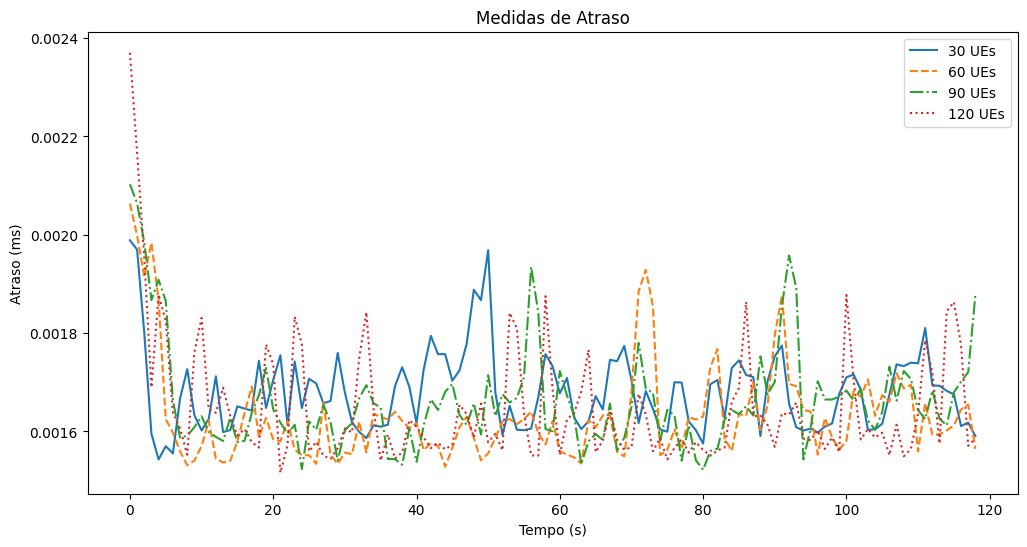 Medidas de Atraso
0.0024
0.0022
0.0020
0.0018
0.0016
Atraso (ms)
0
20
40
60
80
100
120
Tempo (s)
30 UEs
60 UEs
90 UEs
120 UEs